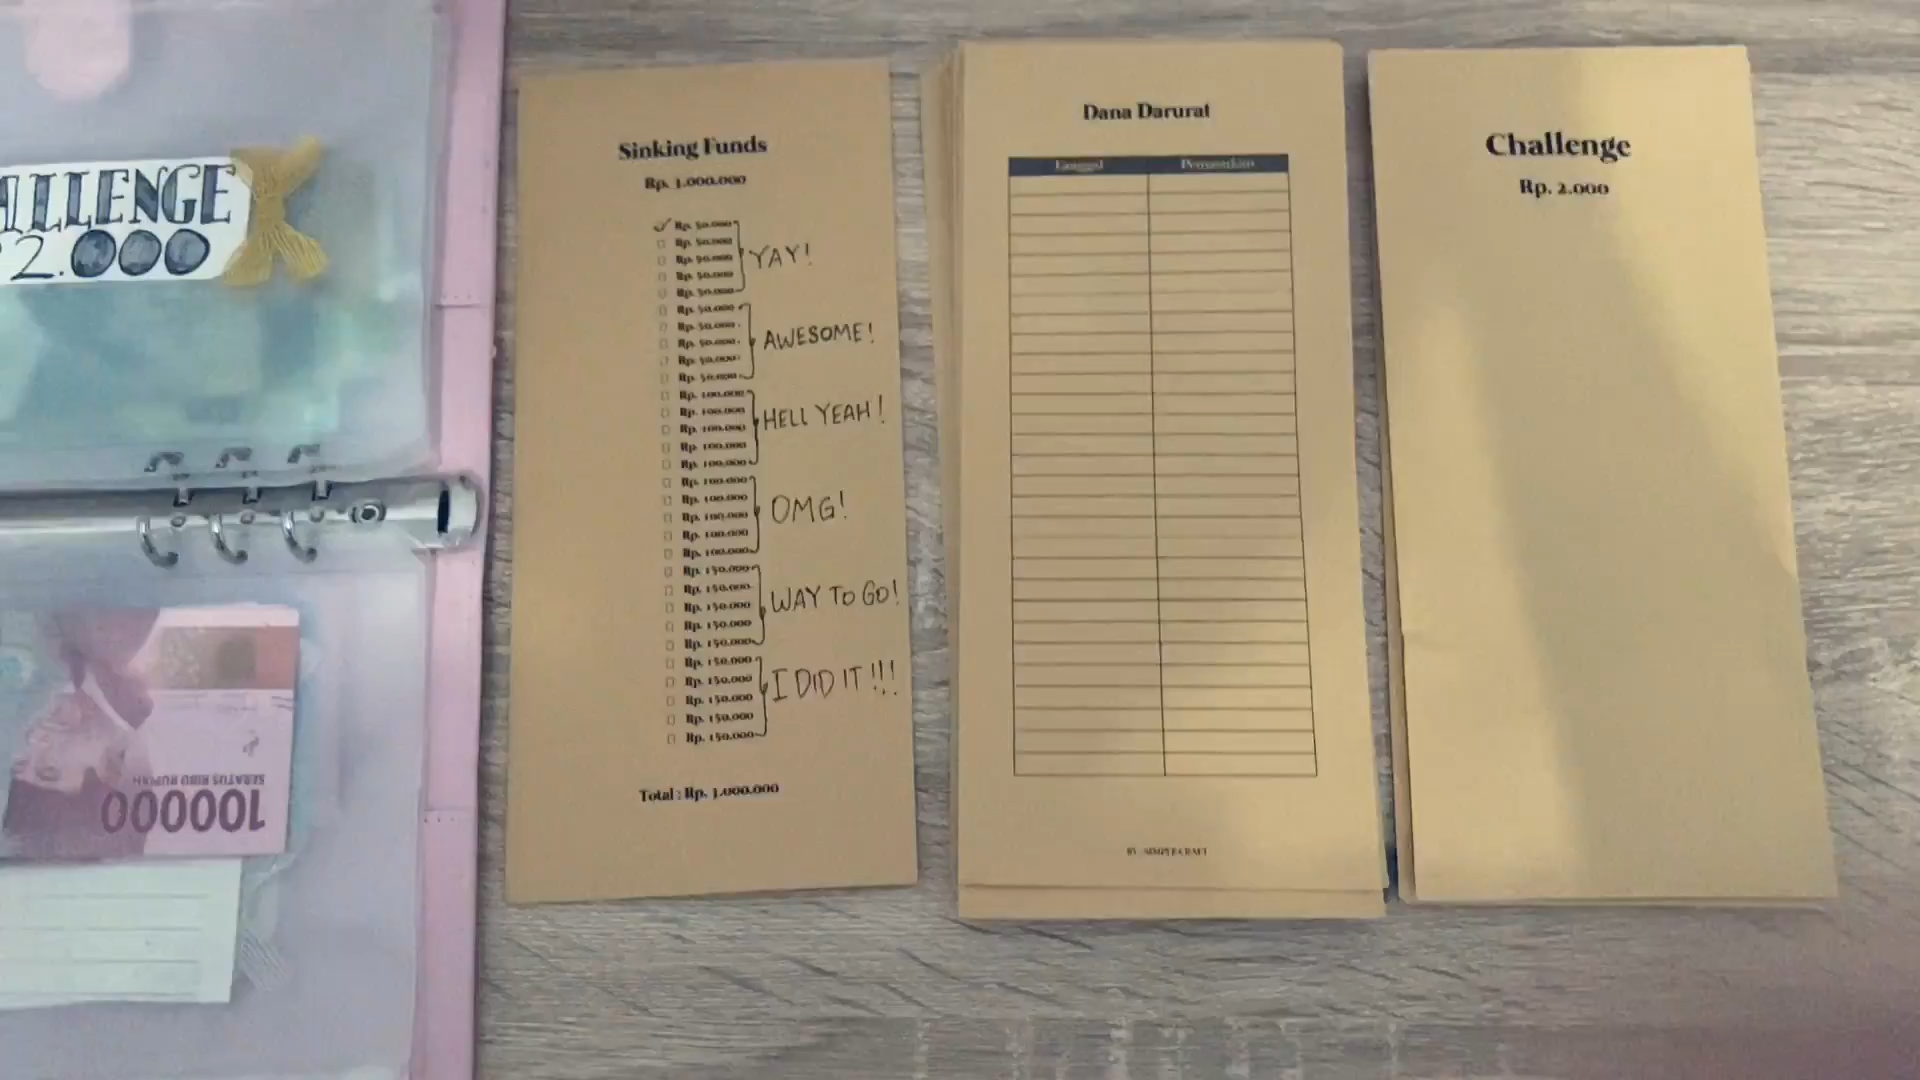 ALLENGE
2.000
100000
SERATUS RIBU RUPIAH
Sinking Funds
Rp. 3.000.000
Rp. 50.000
Rp. 50.000
Rp. 50.000
Rp. 50.000
Rp. 50.000
YAY!
Rp. 50.000
Rp. 50.000
Rp. 50.000
Rp. 50.000
Rp. 50.000
AWESOME!
Rp. 100.000
Rp. 100.000
Rp. 100.000
Rp. 100.000
Rp. 100.000
HELL YEAH!
Rp. 100.000
Rp. 100.000
Rp. 100.000
Rp. 100.000
Rp. 100.000
OMG!
Rp. 150.000
Rp. 150.000
Rp. 150.000
Rp. 150.000
Rp. 150.000
WAY TO GO!
Rp. 150.000
Rp. 150.000
Rp. 150.000
Rp. 150.000
Rp. 150.000
I DID IT!!!
Total : Rp. 3.000.000
Dana Darurat
Tanggal Pemasukan
BY : SIMPLE CRAFT
Challenge
Rp. 2.000